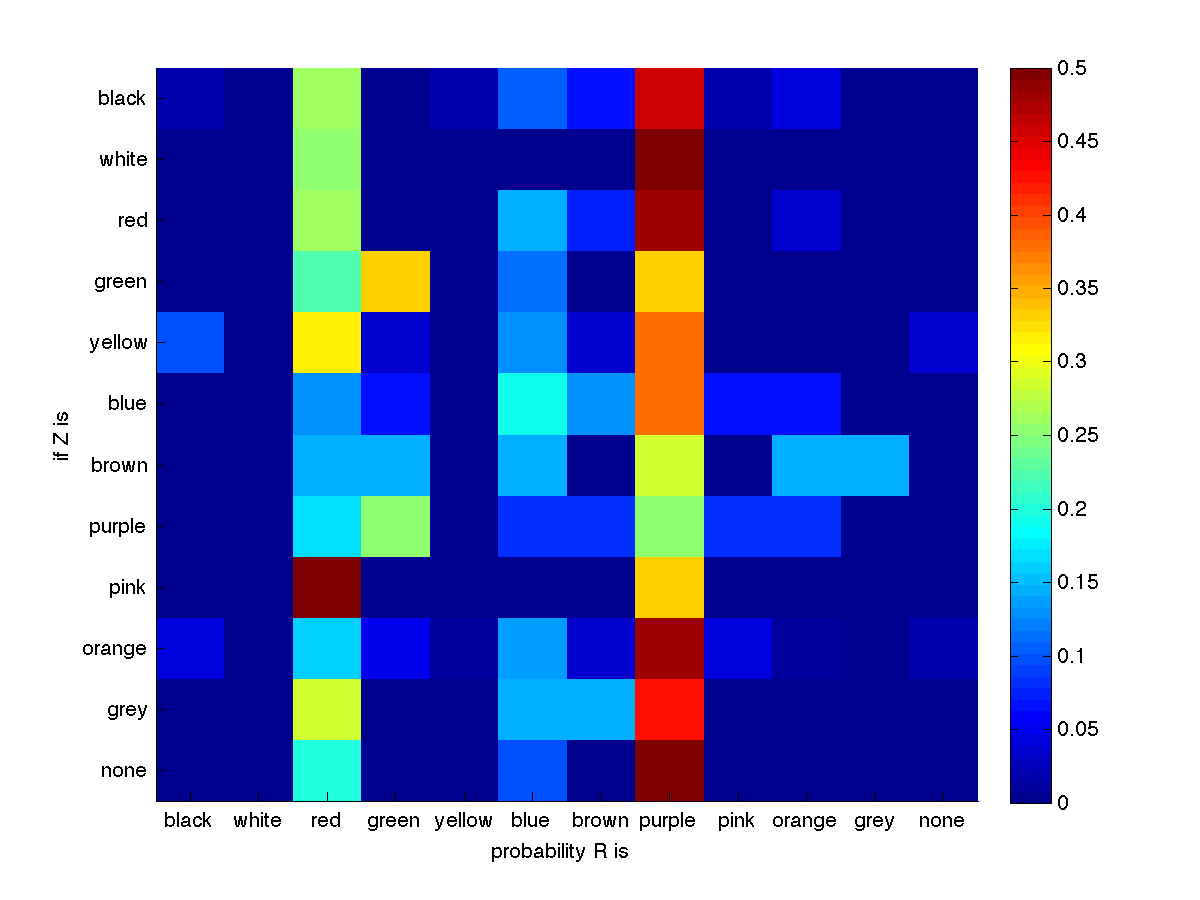 black
white
red
green
yellow
blue
brown
purple
pink
orange
grey
none
if Z is
black white red green yellow blue brown purple pink orange grey none
probability R is
0.5
0.45
0.4
0.35
0.3
0.25
0.2
0.15
0.1
0.05
0